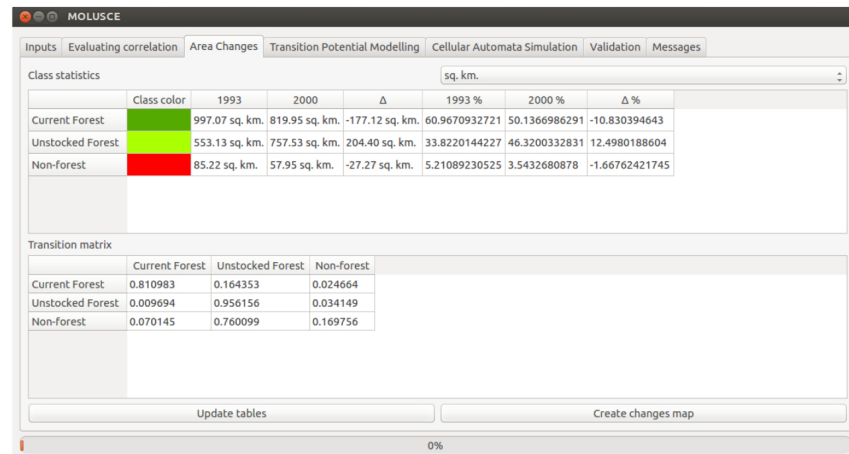 MOLUSCE
Inputs Evaluating correlation Area Changes Transition Potential Modelling Cellular Automata Simulation Validation Messages
Class statistics sq. km.
Class color 1993 2000 Δ 1993 % 2000 % Δ %
Current Forest 997.07 sq. km. 819.95 sq. km. -177.12 sq. km. 60.9670932721 50.1366986291 -10.830394643
Unstocked Forest 553.13 sq. km. 757.53 sq. km. 204.40 sq. km. 33.8220144227 46.3200332831 12.4980188604
Non-forest 85.22 sq. km. 57.95 sq. km. -27.27 sq. km. 5.21089230525 3.5432680878 -1.66762421745
Transition matrix
Current Forest Unstocked Forest Non-forest
Current Forest 0.810983 0.164353 0.024664
Unstocked Forest 0.009694 0.956156 0.034149
Non-forest 0.070145 0.760099 0.169756
Update tables Create changes map
0%